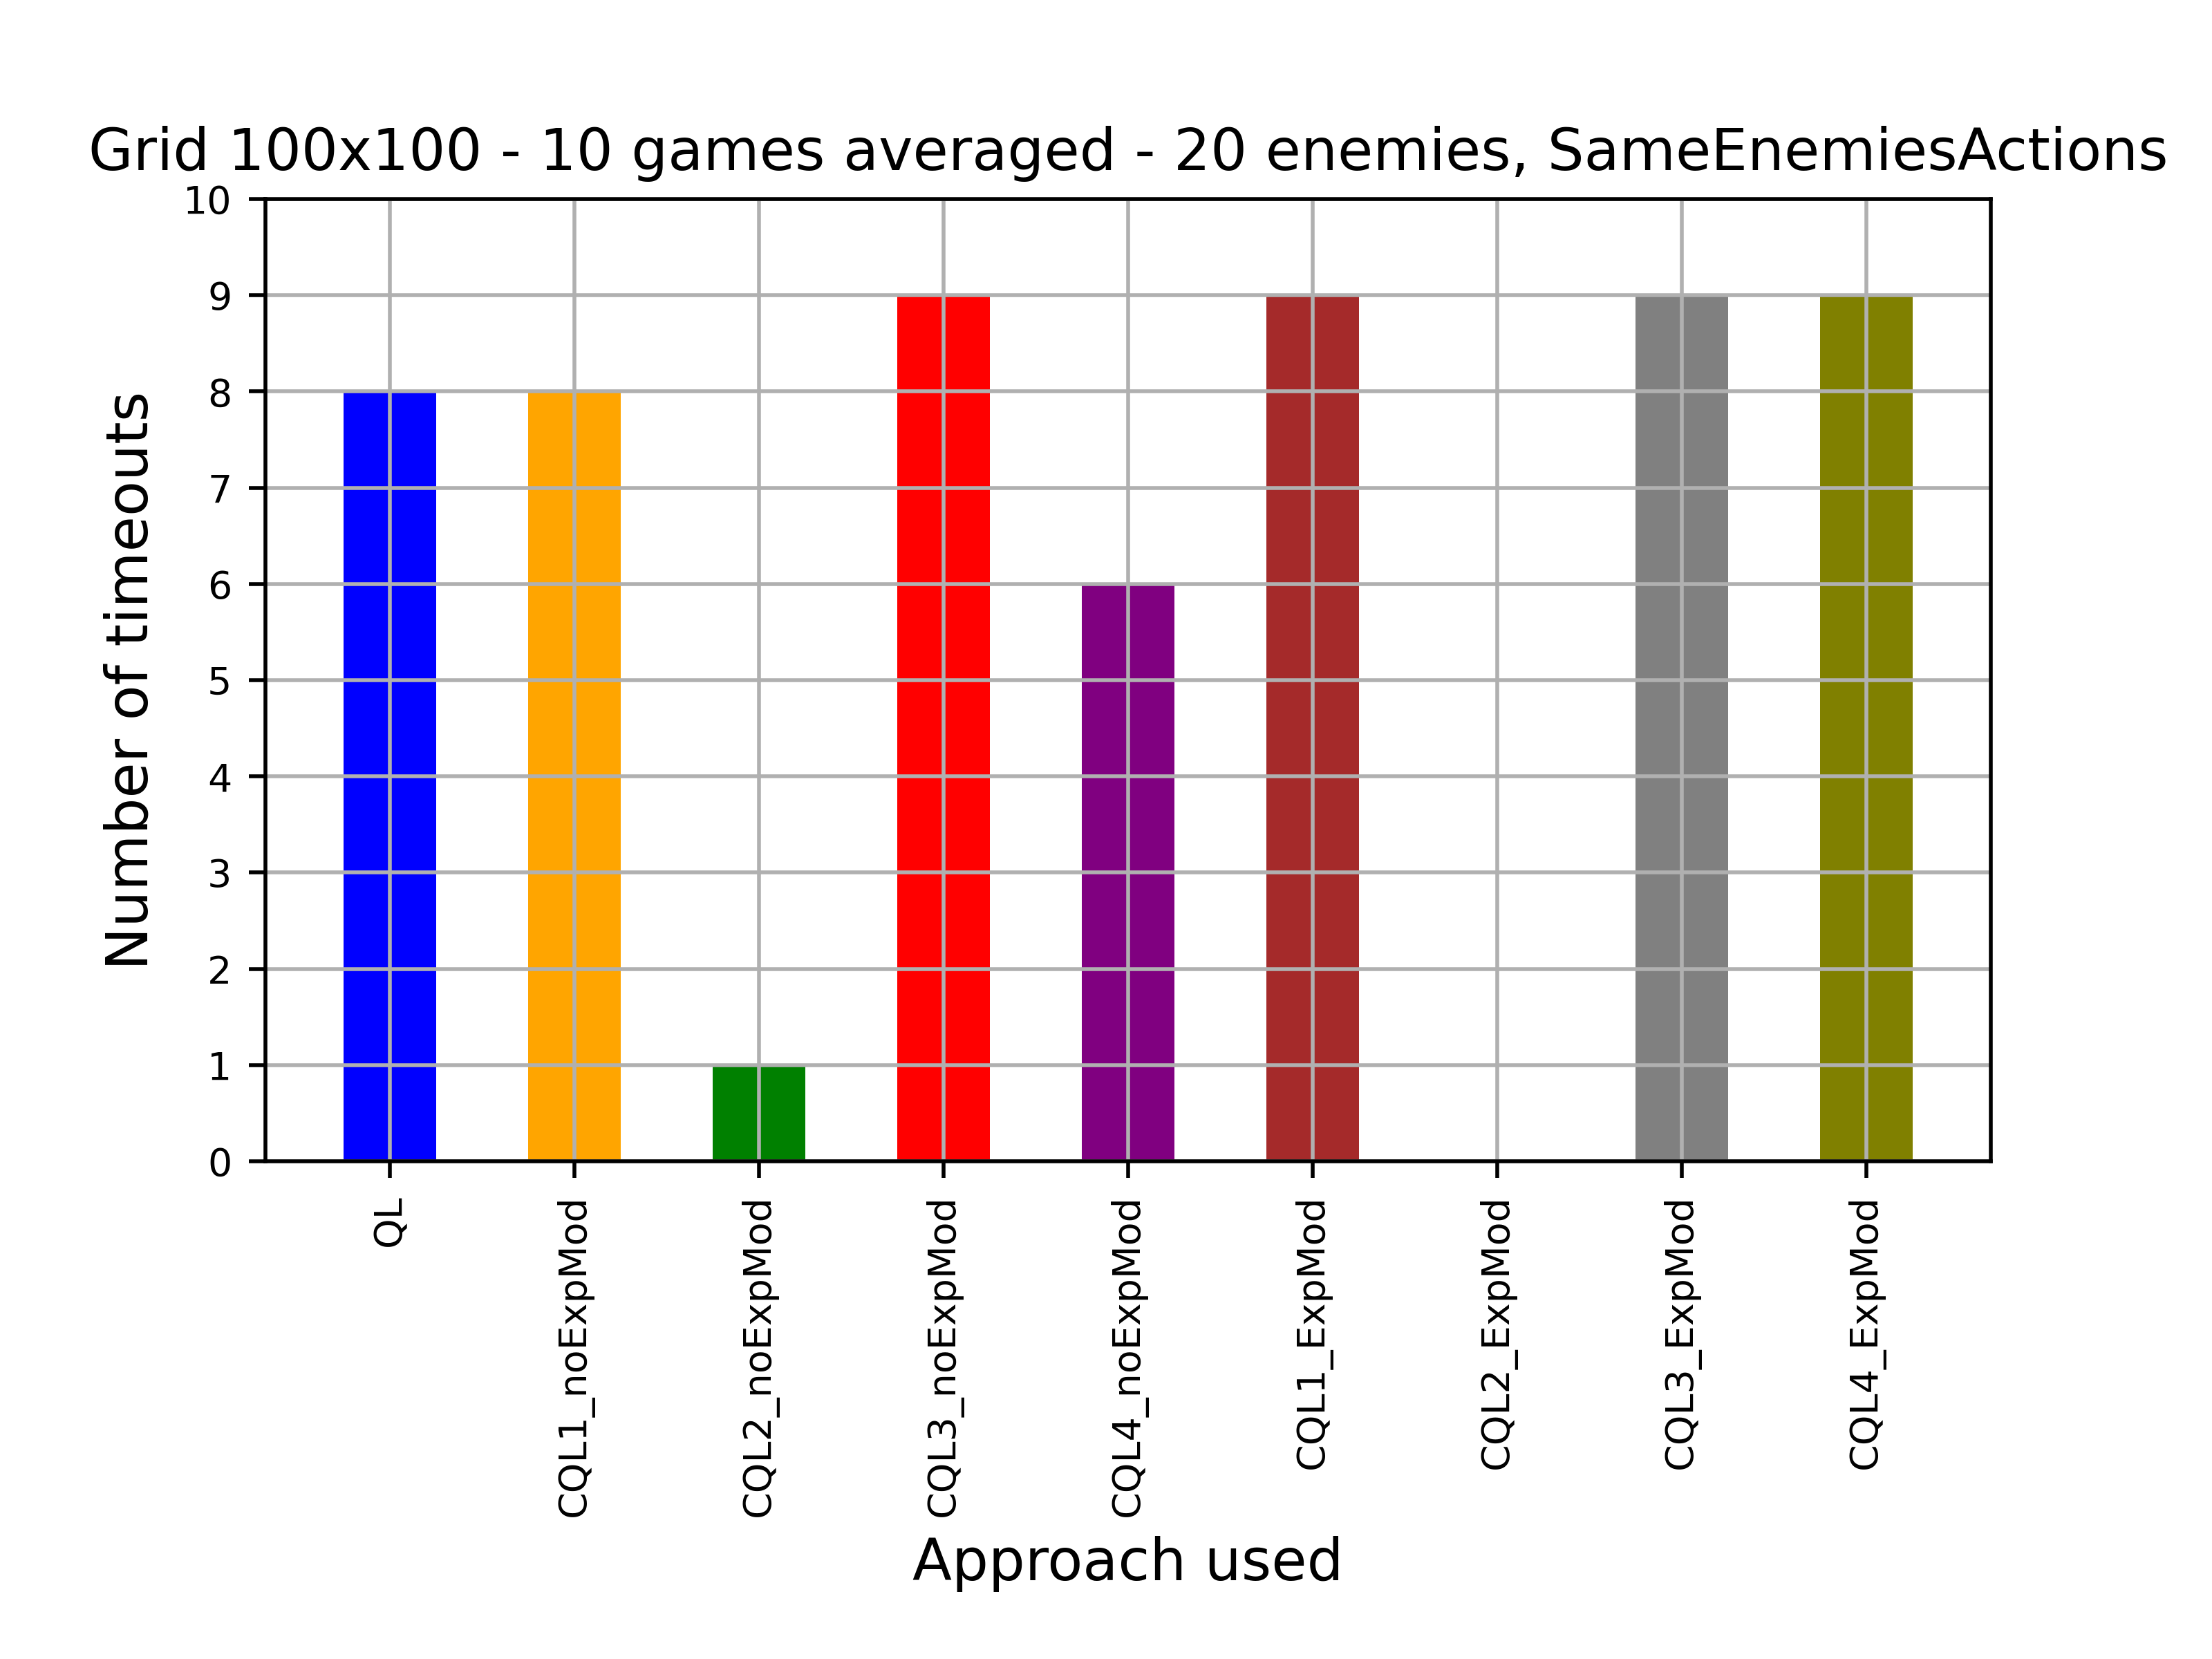 Grid 100x100 - 10 games averaged - 20 enemies, SameEnemiesActions
Number of timeouts
10
9
8
7
6
5
4
3
2
1
0
QL
CQL1_noExpMod
CQL2_noExpMod
CQL3_noExpMod
CQL4_noExpMod
CQL1_ExpMod
CQL2_ExpMod
CQL3_ExpMod
CQL4_ExpMod
Approach used